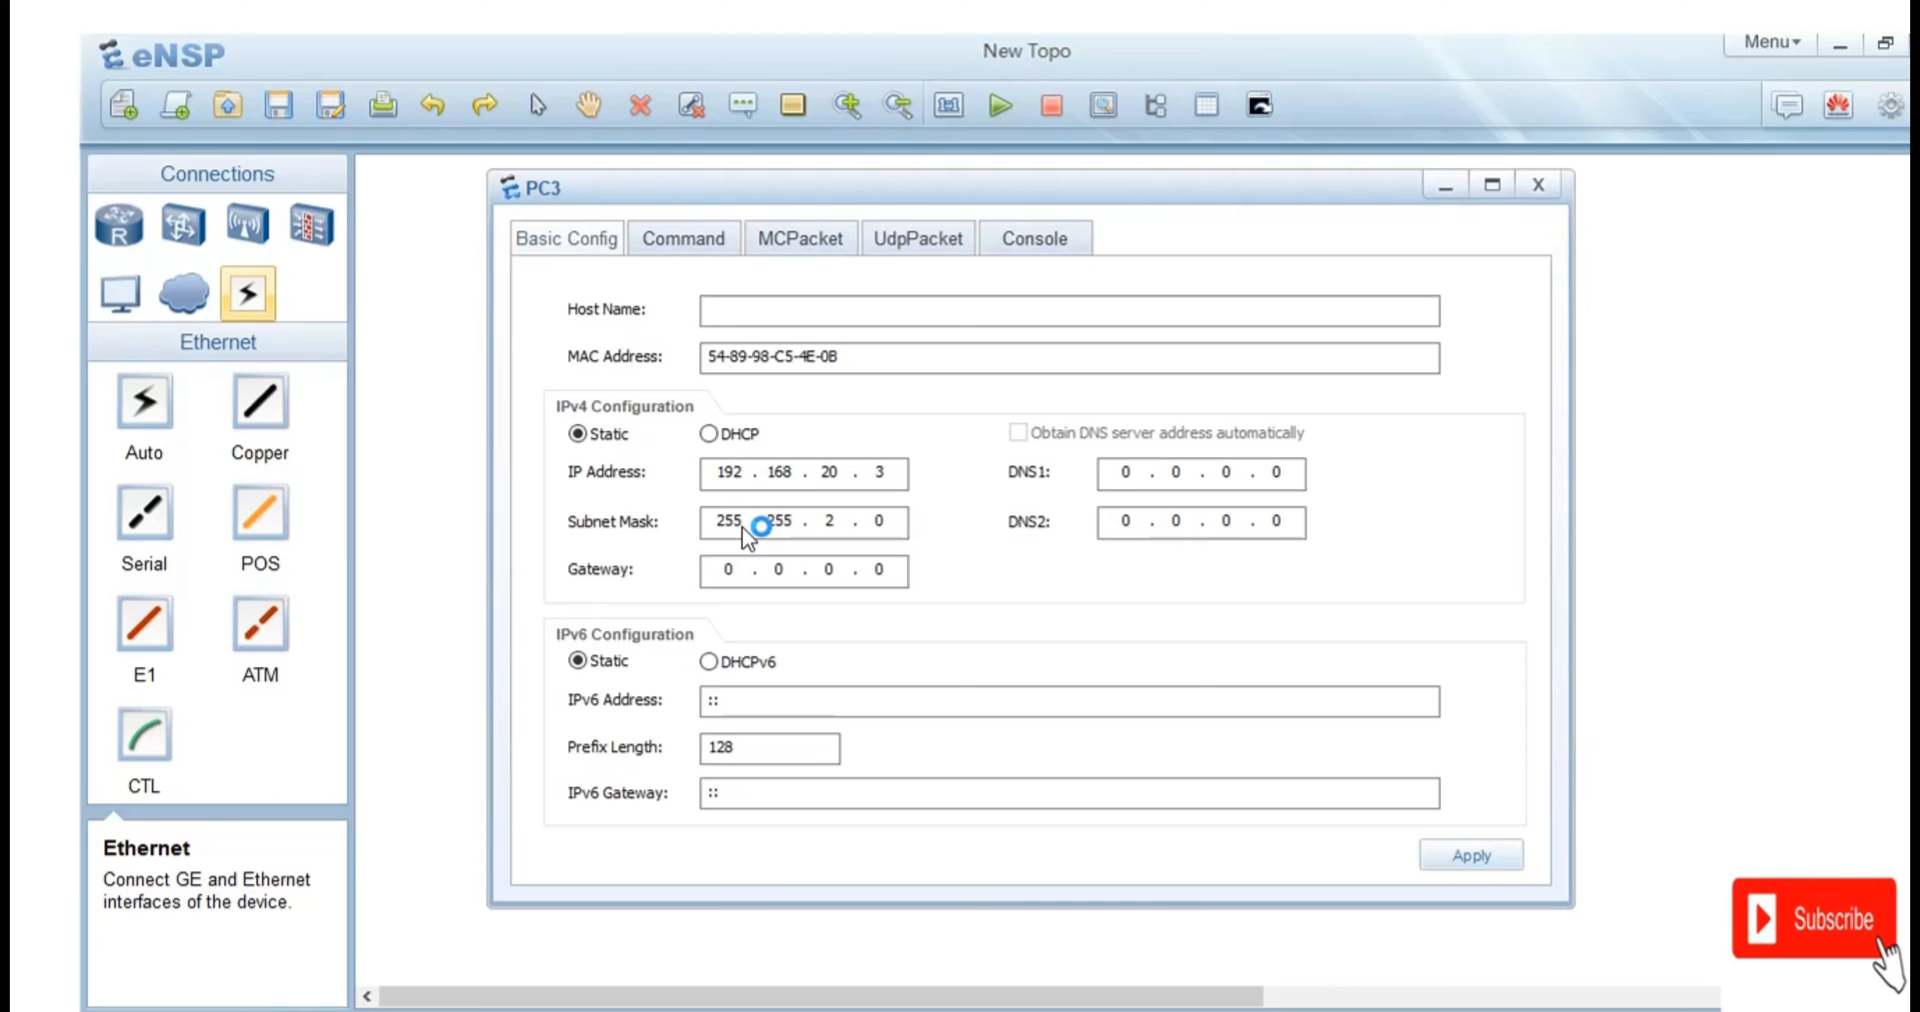 eNSP
New Topo
Menu
Connections
R
Ethernet
Auto
Copper
Serial
POS
E1
ATM
CTL
Ethernet
Connect GE and Ethernet
interfaces of the device.
PC3
X
Basic Config
Command
MCPacket
UdpPacket
Console
Host Name:
MAC Address: 54-89-98-C5-4E-0B
IPv4 Configuration
Static DHCP Obtain DNS server address automatically
IP Address: 192 . 168 . 20 . 3 DNS1: 0 . 0 . 0 . 0
Subnet Mask: 255 . 255 . 2 . 0 DNS2: 0 . 0 . 0 . 0
Gateway: 0 . 0 . 0 . 0
IPv6 Configuration
Static DHCPv6
IPv6 Address: ::
Prefix Length: 128
IPv6 Gateway: ::
Apply
Subscribe